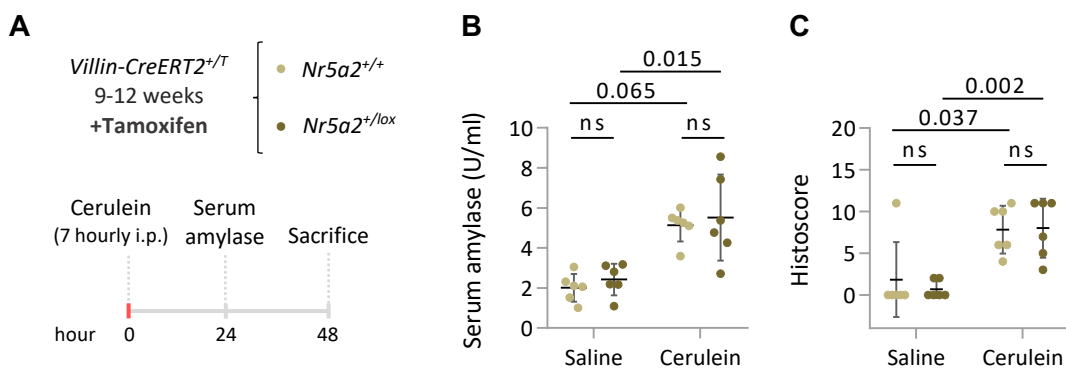 A
Villin-CreERT2+/T
9-12 weeks
+Tamoxifen
Nr5a2+/+
Nr5a2+/lox
Cerulein
(7 hourly i.p.)
Serum
amylase
Sacrifice
hour
0
24
48
B
0.015
0.065
ns
ns
Serum amylase (U/ml)
10
8
6
4
2
0
Saline
Cerulein
C
0.002
0.037
ns
ns
Histoscore
20
15
10
5
0
Saline
Cerulein